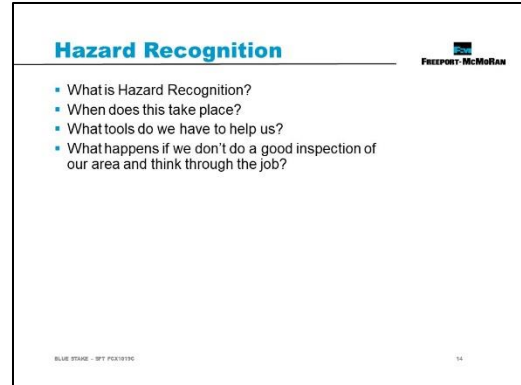 Hazard Recognition
FCX
FREEPORT-McMoRAN
▪ What is Hazard Recognition?
▪ When does this take place?
▪ What tools do we have to help us?
▪ What happens if we don't do a good inspection of
our area and think through the job?
BLUE STAKE - SFT FCX1019C
14